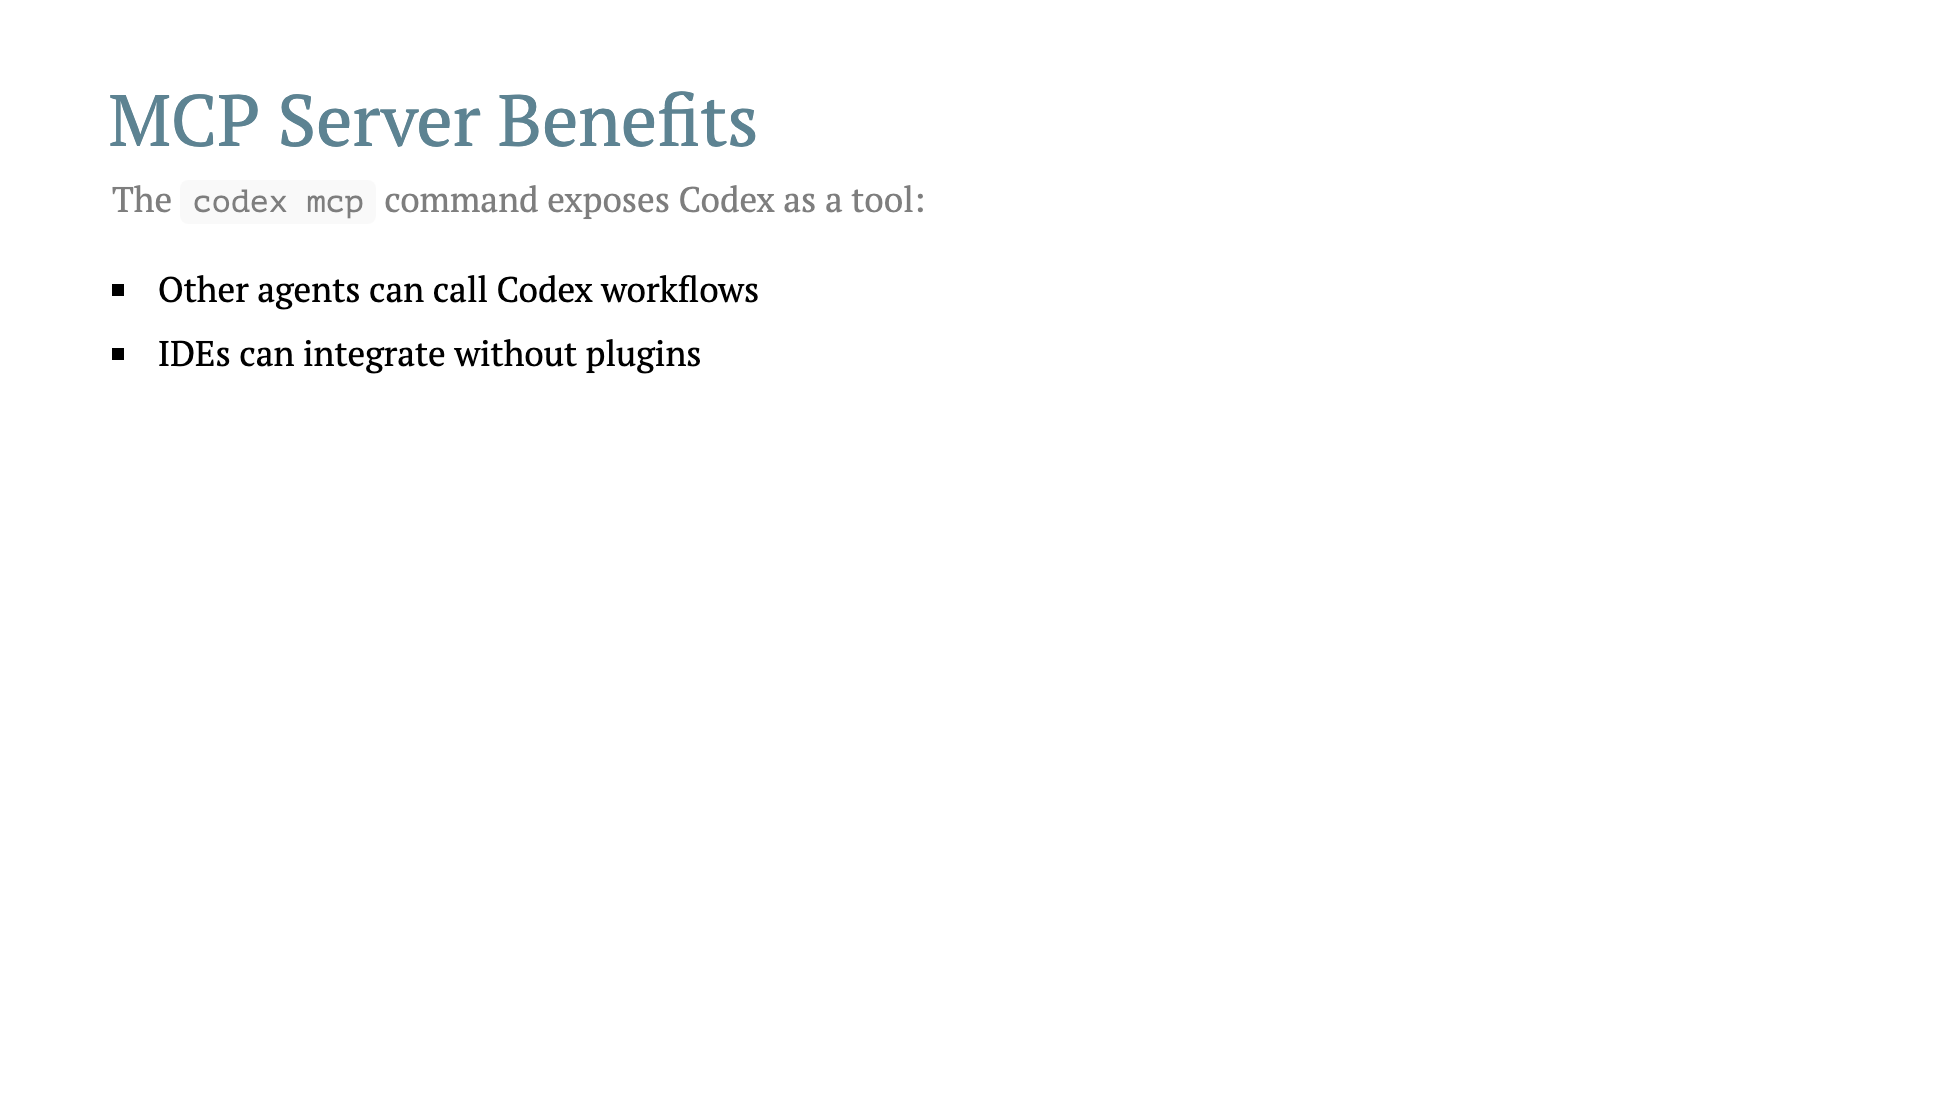 MCP Server Benefits
The codex mcp command exposes Codex as a tool:
Other agents can call Codex workflows
IDEs can integrate without plugins